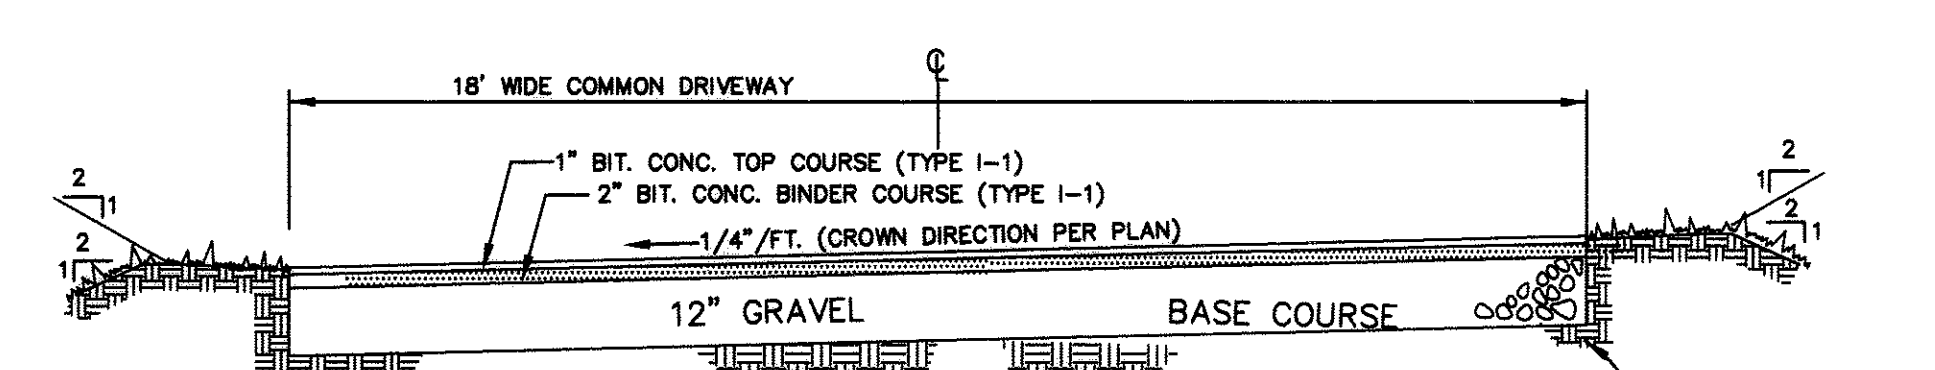 ℄
18' WIDE COMMON DRIVEWAY
1" BIT. CONC. TOP COURSE (TYPE I-1)
2" BIT. CONC. BINDER COURSE (TYPE I-1)
1/4"/FT. (CROWN DIRECTION PER PLAN)
2
1
2
1
2
1
2
1
12" GRAVEL BASE COURSE